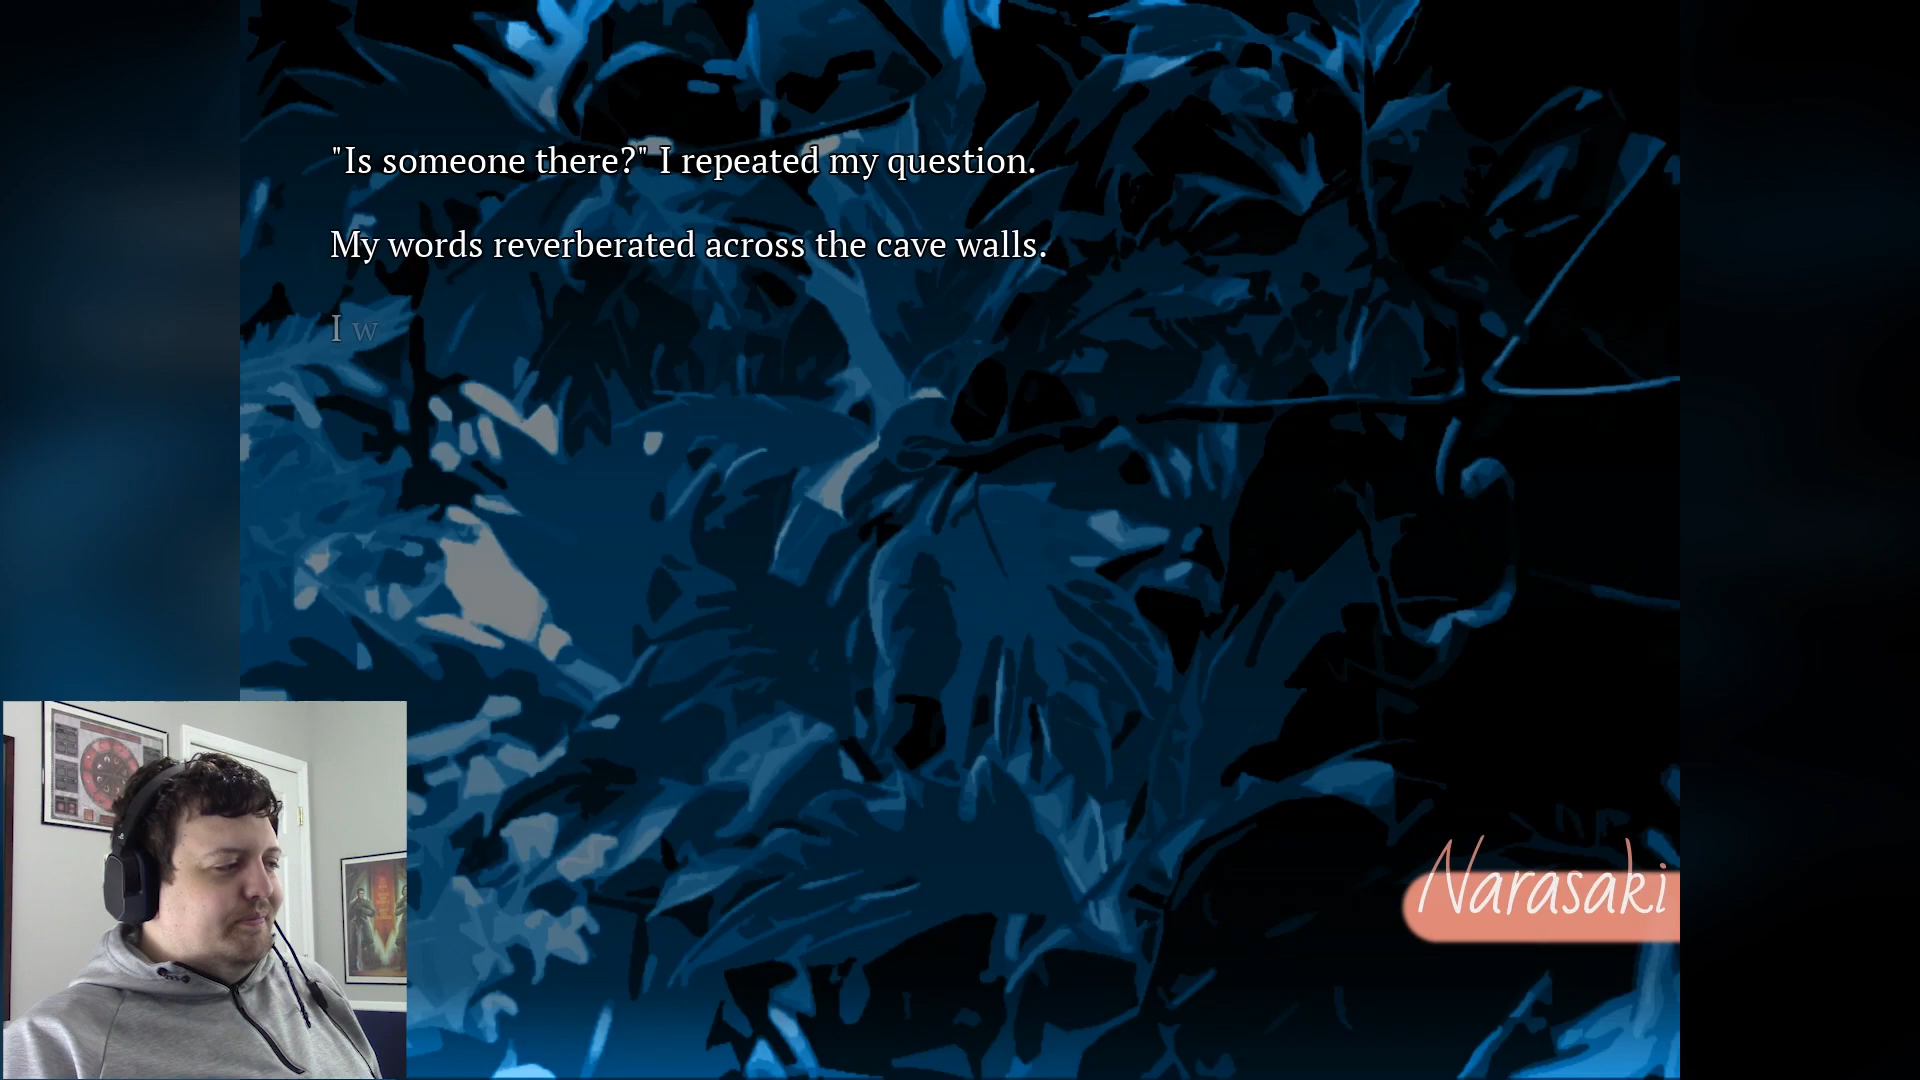 "Is someone there?" I repeated my question.
My words reverberated across the cave walls.
I w
Narasaki